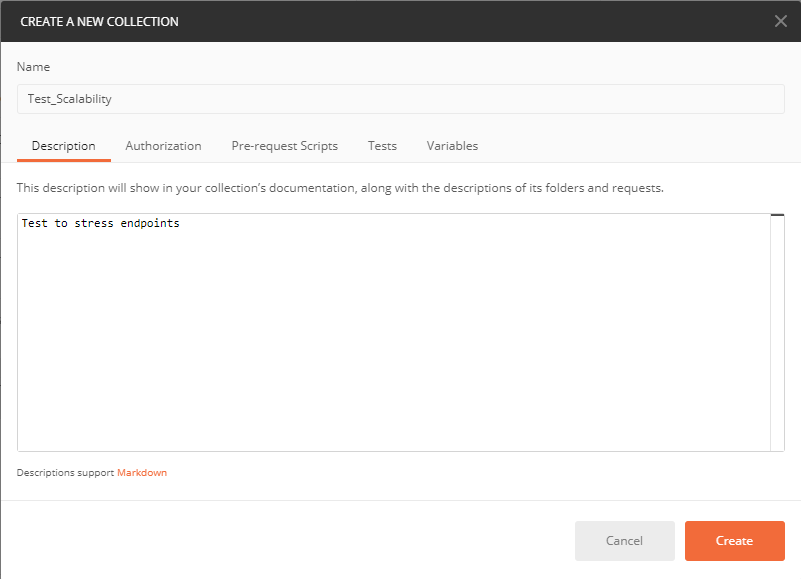 CREATE A NEW COLLECTION
Name
Test_Scalability
Description Authorization Pre-request Scripts Tests Variables
This description will show in your collection's documentation, along with the descriptions of its folders and requests.
Test to stress endpoints
Descriptions support Markdown
Cancel Create